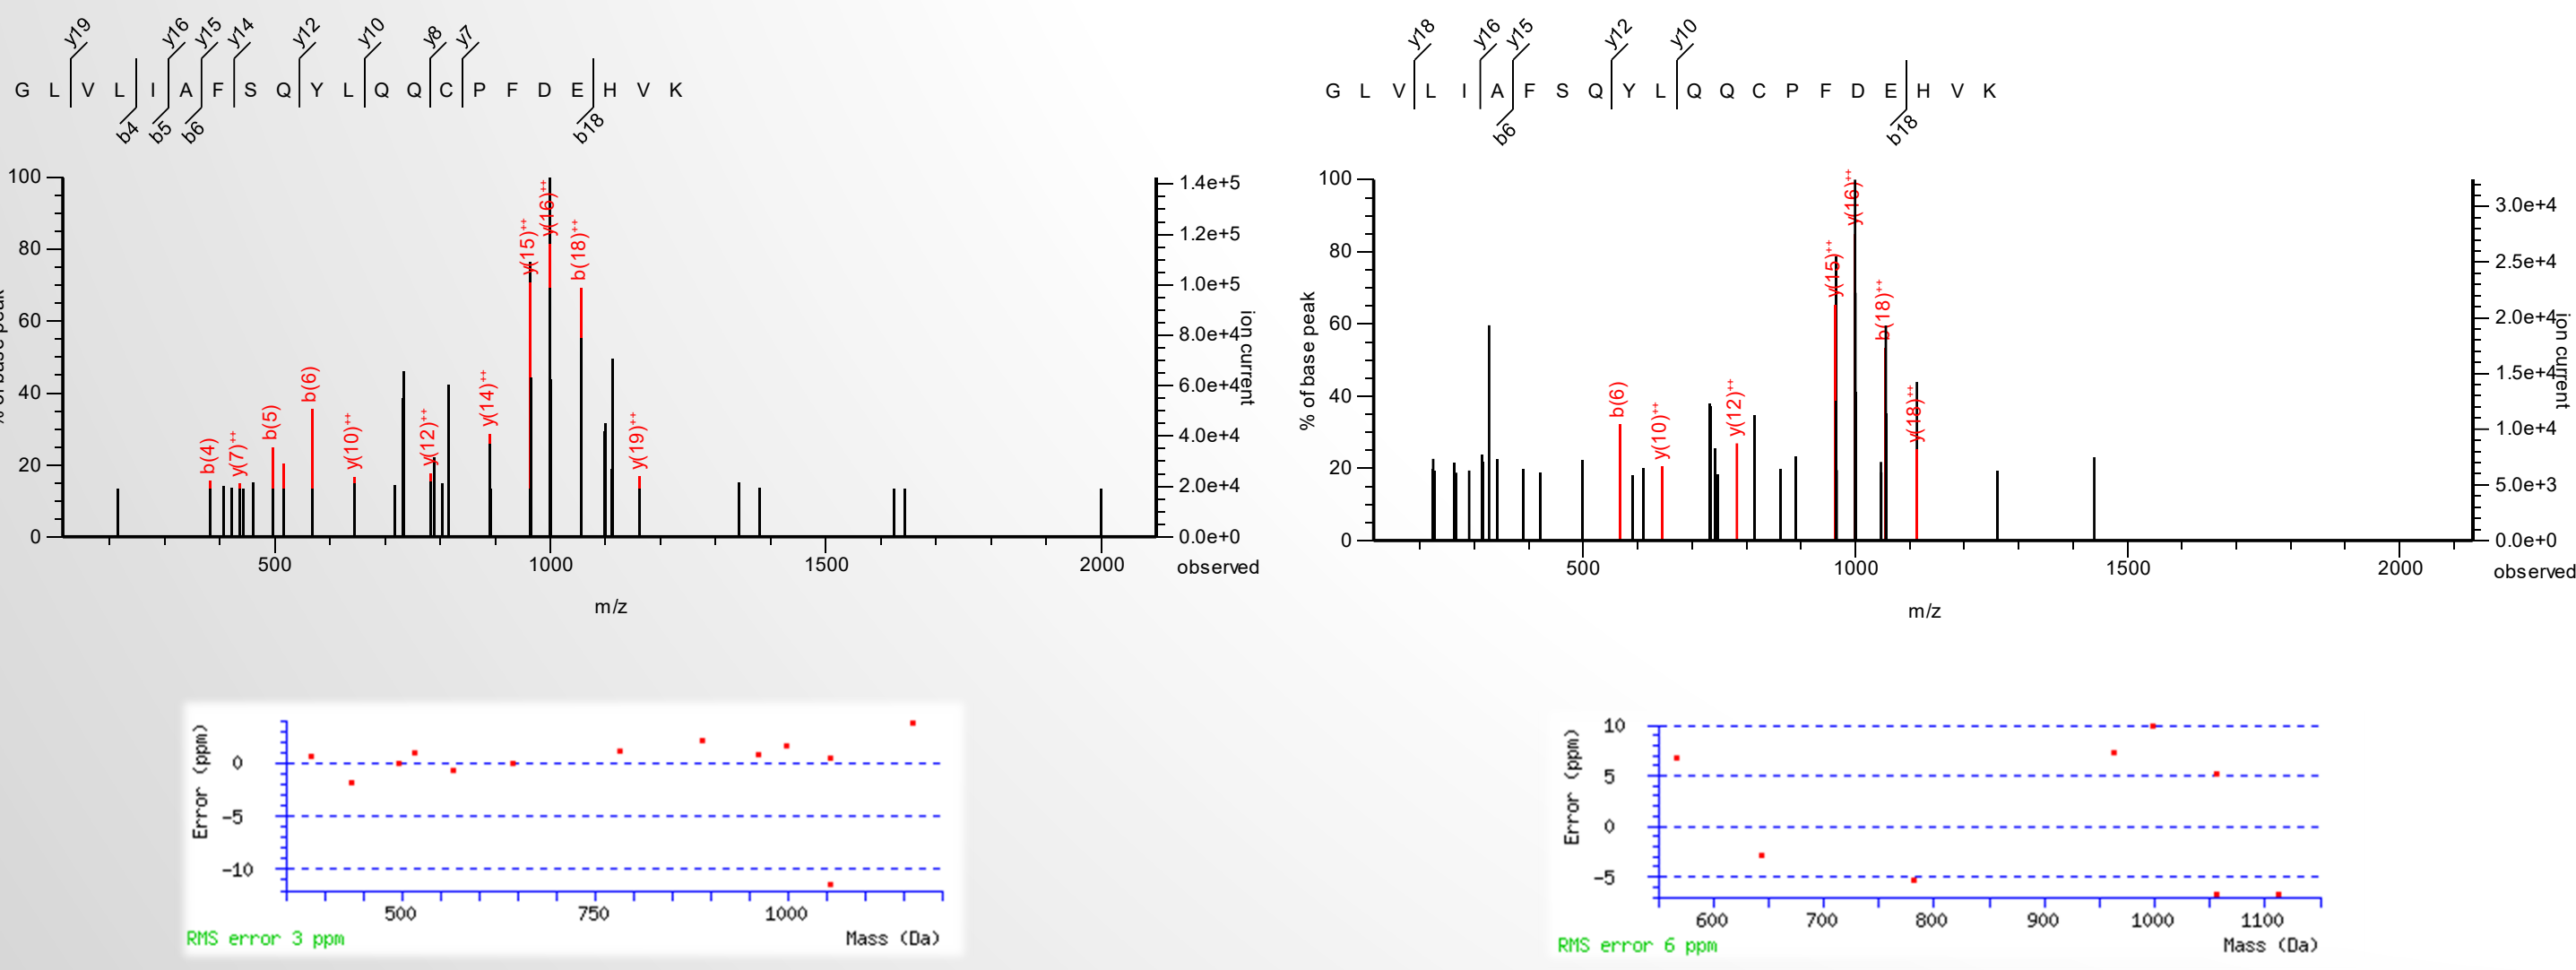 y19 y16 y15 y14 y12 y10 y8 y7
G L V L I A F S Q Y L Q Q C P F D E H V K
b4 b5 b6 b18
y18 y16 y15 y12 y10
G L V L I A F S Q Y L Q Q C P F D E H V K
b6 b18
100
80
60
40
20
0
1.4e+5
1.2e+5
1.0e+5
8.0e+4
6.0e+4
4.0e+4
2.0e+4
0.0e+0
ion current
b(4)
y(7)++
b(5)
b(6)
y(10)++
y(12)++
y(14)++
y(15)++
y(16)++
b(18)++
y(19)++
500 1000 1500 2000 observed
m/z
% of base peak
100
80
60
40
20
0
3.0e+4
2.5e+4
2.0e+4
1.5e+4
1.0e+4
5.0e+3
0.0e+0
ion current
b(6)
y(10)++
y(12)++
y(15)++
y(16)++
b(18)++
y(18)++
500 1000 1500 2000 observed
m/z
Error (ppm)
0
-5
-10
500 750 1000
RMS error 3 ppm Mass (Da)
Error (ppm)
10
5
0
-5
600 700 800 900 1000 1100
RMS error 6 ppm Mass (Da)